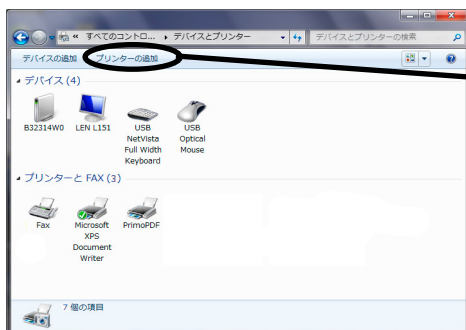 « すべてのコントロ... ▸ デバイスとプリンター
デバイスとプリンターの検索
デバイスの追加 プリンターの追加
デバイス (4)
B32314W0
LEN L151
USB
NetVista
Full Width
Keyboard
USB
Optical
Mouse
プリンターと FAX (3)
Fax
Microsoft
XPS
Document
Writer
PrimoPDF
7 個の項目